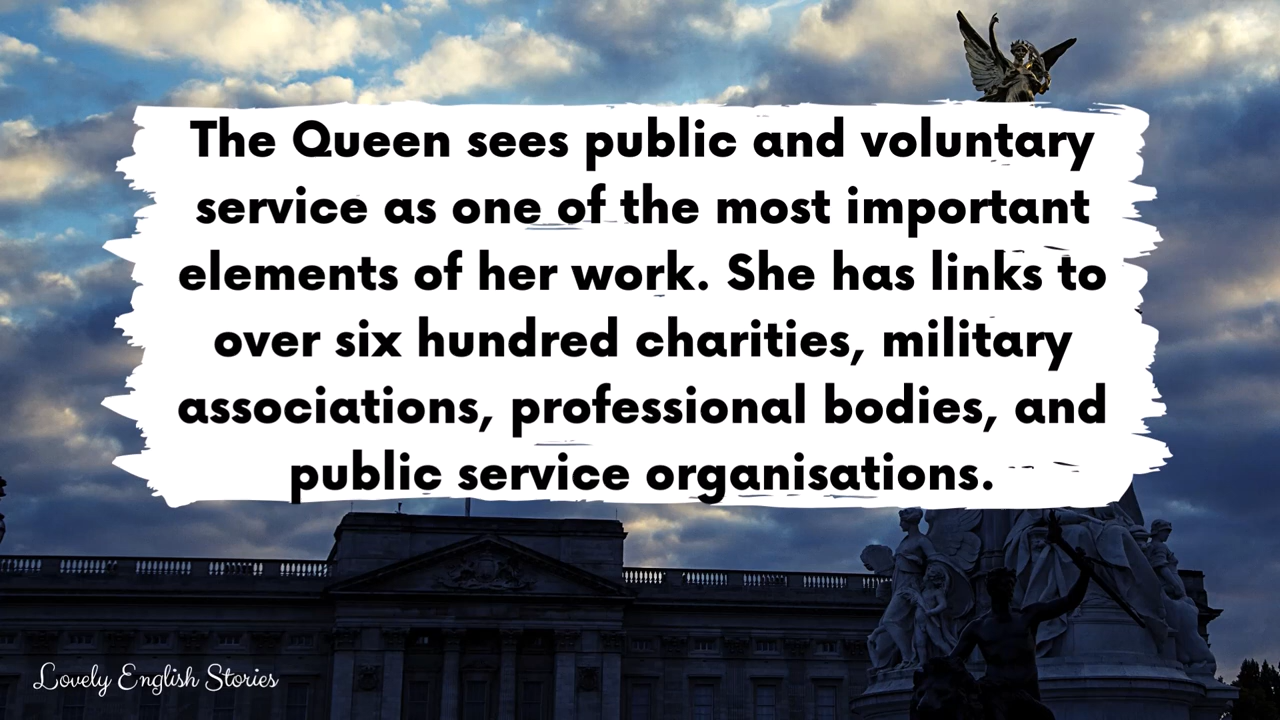 The Queen sees public and voluntary
service as one of the most important
elements of her work. She has links to
over six hundred charities, military
associations, professional bodies, and
public service organisations.
Lovely English Stories